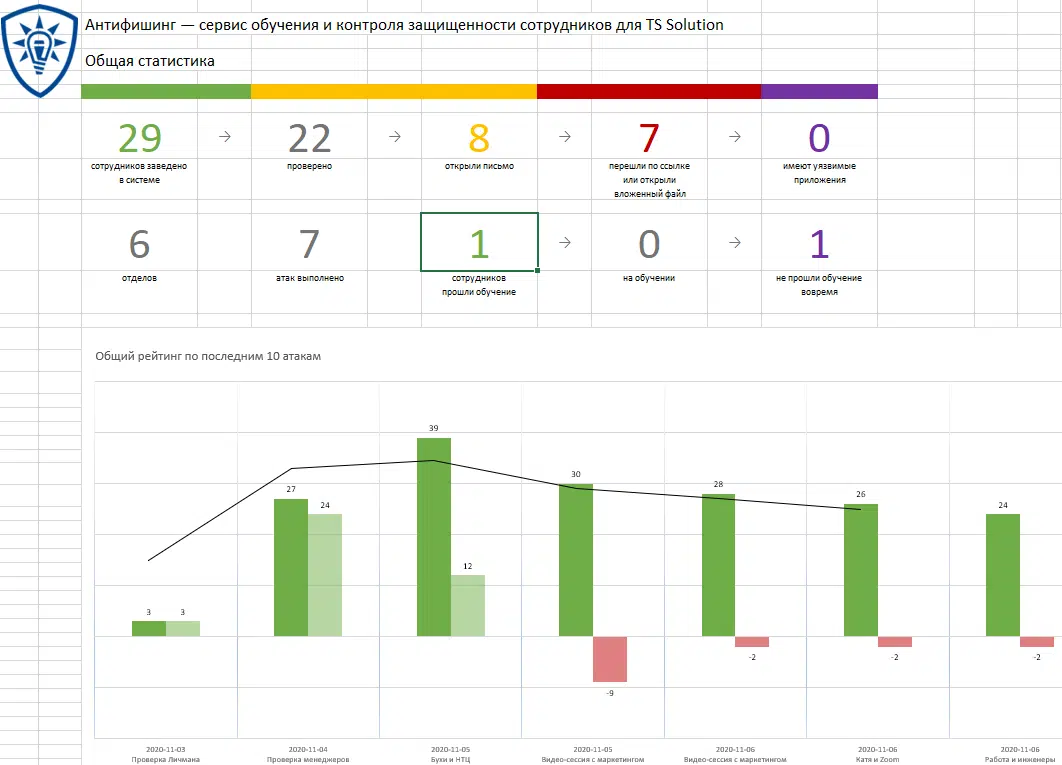 Антифишинг — сервис обучения и контроля защищенности сотрудников для TS Solution
Общая статистика
29
22
8
7
0
сотрудников заведено
в системе
проверено
открыли письмо
перешли по ссылке
или открыли
вложенный файл
имеют уязвимые
приложения
6
7
1
0
1
отделов
атак выполнено
сотрудников
прошли обучение
на обучении
не прошли обучение
вовремя
Общий рейтинг по последним 10 атакам
39
30
28
27
26
24
24
12
3
3
-2
-2
-2
-9
2020-11-03
Проверка Личмана
2020-11-04
Проверка менеджеров
2020-11-05
Бухи и НТЦ
2020-11-05
Видео-сессия с маркетингом
2020-11-06
Видео-сессия с маркетингом
2020-11-06
Катя и Zoom
2020-11-06
Работа и инженеры